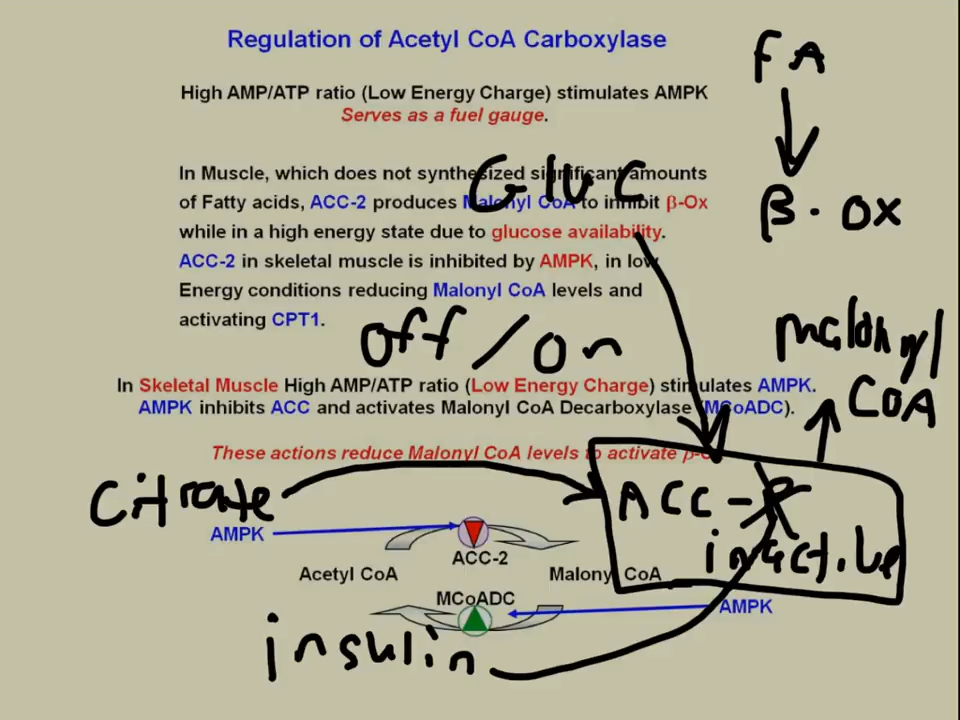 Regulation of Acetyl CoA Carboxylase
FA
High AMP/ATP ratio (Low Energy Charge) stimulates AMPK
Serves as a fuel gauge.
Gluc
In Muscle, which does not synthesized significant amounts
of Fatty acids, ACC-2 produces Malonyl CoA to inhibit β-Ox
β-OX
while in a high energy state due to glucose availability.
ACC-2 in skeletal muscle is inhibited by AMPK, in low
Energy conditions reducing Malonyl CoA levels and
activating CPT1.
off/on
malonyl
COA
In Skeletal Muscle High AMP/ATP ratio (Low Energy Charge) stimulates AMPK.
AMPK inhibits ACC and activates Malonyl CoA Decarboxylase (MCoADC).
These actions reduce Malonyl CoA levels to activate β-O
Citrate
ACC-P
inactive
AMPK
ACC-2
Acetyl CoA
Malonyl CoA
MCoADC
AMPK
insulin